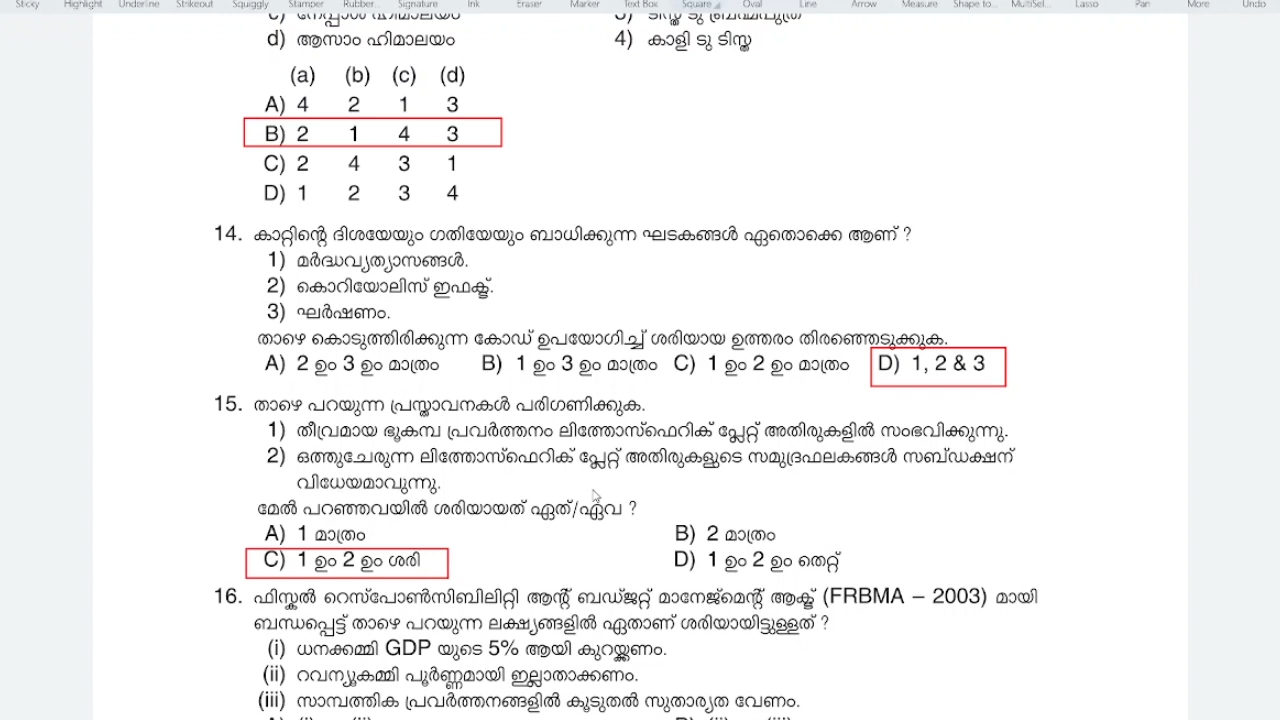 Sticky Highlight Underline Strikeout Squiggly Stamper Rubber... Signature Ink Eraser Marker Text Box Square Oval Line Arrow Measure Shape to... MultiSel... Lasso Pan More Undo
c) നേപ്പാൾ ഹിമാലയം 3) ടിസ്ത ടു ബ്രഹ്മപുത്ര
d) ആസാം ഹിമാലയം 4) കാളി ടു ടിസ്ത
(a) (b) (c) (d)
A) 4 2 1 3
B) 2 1 4 3
C) 2 4 3 1
D) 1 2 3 4
14. കാറ്റിന്റെ ദിശയേയും ഗതിയേയും ബാധിക്കുന്ന ഘടകങ്ങൾ ഏതൊക്കെ ആണ് ?
1) മർദ്ധവ്യത്യാസങ്ങൾ.
2) കൊറിയോലിസ് ഇഫക്ട്.
3) ഘർഷണം.
താഴെ കൊടുത്തിരിക്കുന്ന കോഡ് ഉപയോഗിച്ച് ശരിയായ ഉത്തരം തിരഞ്ഞെടുക്കുക.
A) 2 ഉം 3 ഉം മാത്രം B) 1 ഉം 3 ഉം മാത്രം C) 1 ഉം 2 ഉം മാത്രം D) 1, 2 & 3
15. താഴെ പറയുന്ന പ്രസ്താവനകൾ പരിഗണിക്കുക.
1) തീവ്രമായ ഭൂകമ്പ പ്രവർത്തനം ലിത്തോസ്ഫെറിക് പ്ലേറ്റ് അതിരുകളിൽ സംഭവിക്കുന്നു.
2) ഒത്തുചേരുന്ന ലിത്തോസ്ഫെറിക് പ്ലേറ്റ് അതിരുകളുടെ സമുദ്രഫലകങ്ങൾ സബ്ഡക്ഷന്
വിധേയമാവുന്നു.
മേൽ പറഞ്ഞവയിൽ ശരിയായത് ഏത്/ഏവ ?
A) 1 മാത്രം B) 2 മാത്രം
C) 1 ഉം 2 ഉം ശരി D) 1 ഉം 2 ഉം തെറ്റ്
16. ഫിസ്കൽ റെസ്പോൺസിബിലിറ്റി ആന്റ് ബഡ്ജറ്റ് മാനേജ്മെന്റ് ആക്ട് (FRBMA – 2003) മായി
ബന്ധപ്പെട്ട് താഴെ പറയുന്ന ലക്ഷ്യങ്ങളിൽ ഏതാണ് ശരിയായിട്ടുള്ളത് ?
(i) ധനക്കമ്മി GDP യുടെ 5% ആയി കുറയ്ക്കണം.
(ii) റവന്യൂകമ്മി പൂർണ്ണമായി ഇല്ലാതാക്കണം.
(iii) സാമ്പത്തിക പ്രവർത്തനങ്ങളിൽ കൂടുതൽ സുതാര്യത വേണം.